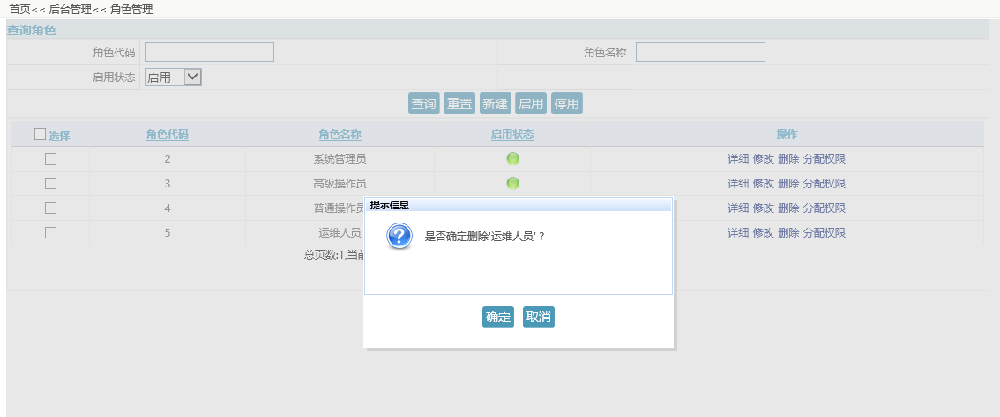 首页<< 后台管理<< 角色管理
查询角色
角色代码 角色名称
启用状态 启用
查询 重置 新建 启用 停用
选择 角色代码 角色名称 启用状态 操作
2 系统管理员 详细 修改 删除 分配权限
3 高级操作员 详细 修改 删除 分配权限
4 普通操作员 详细 修改 删除 分配权限
5 运维人员 详细 修改 删除 分配权限
总页数:1,当前
提示信息
是否确定删除'运维人员'？
确定 取消